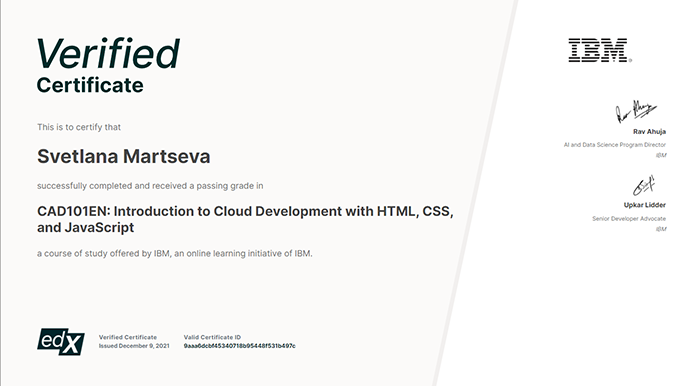 Verified
Certificate
This is to certify that
Svetlana Martseva
successfully completed and received a passing grade in
CAD101EN: Introduction to Cloud Development with HTML, CSS,
and JavaScript
a course of study offered by IBM, an online learning initiative of IBM.
edX
Verified Certificate
Issued December 9, 2021
Valid Certificate ID
9aaa6dcbf45340718b95448f531b497c
IBM®
Rav Ahuja
AI and Data Science Program Director
IBM
Upkar Lidder
Senior Developer Advocate
IBM